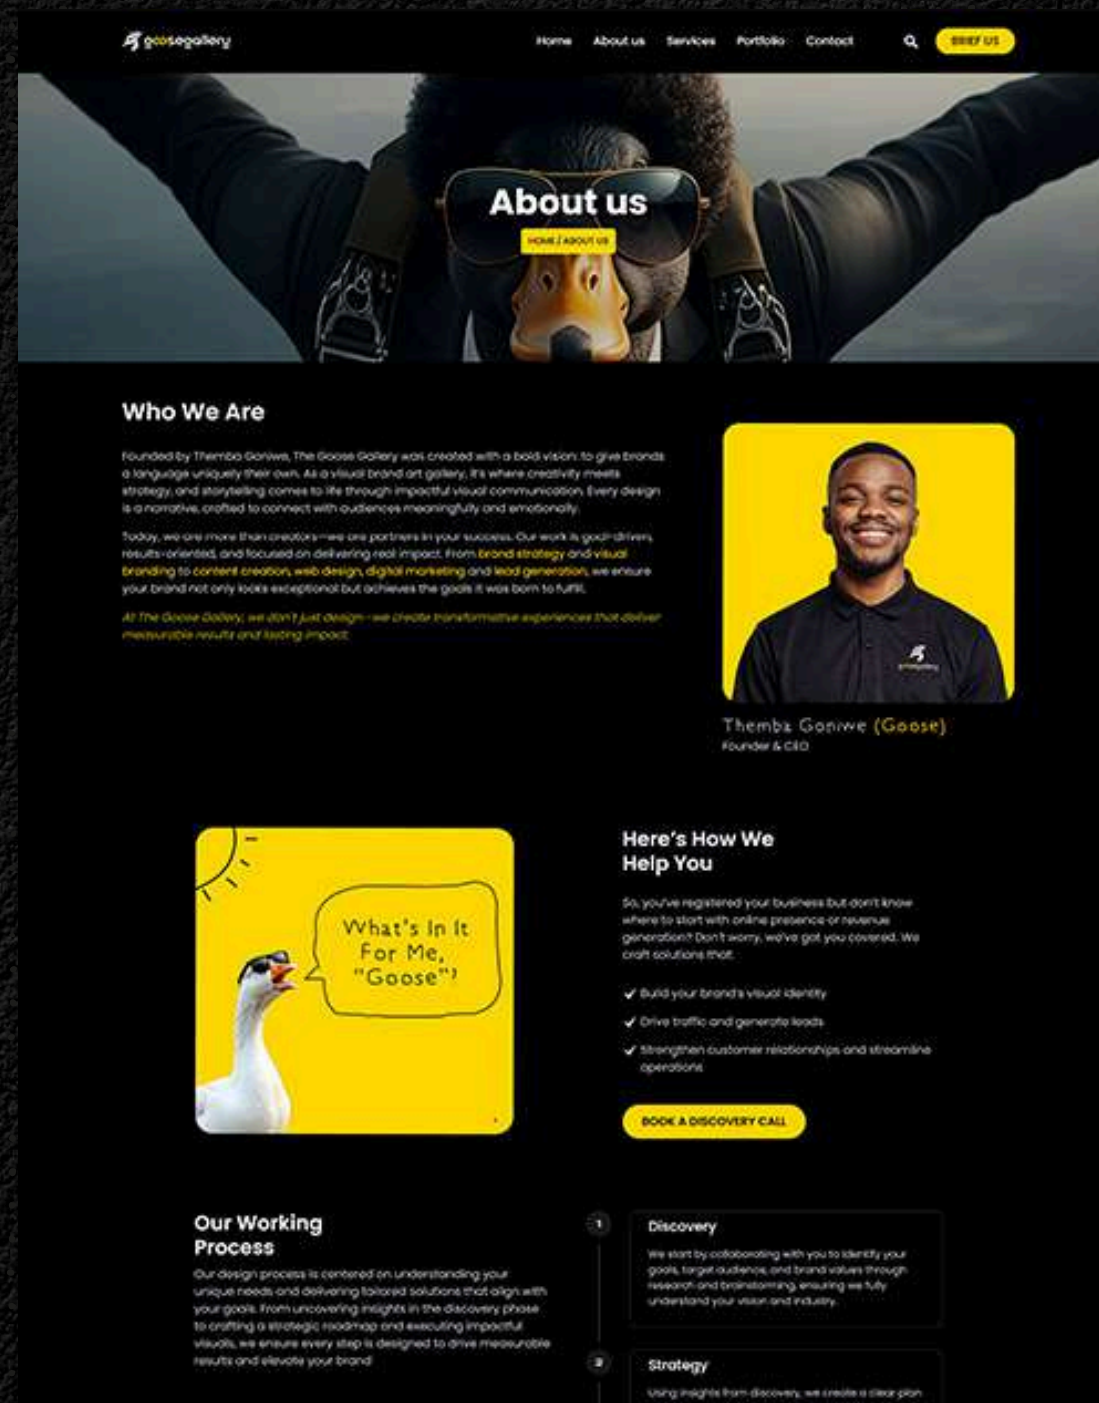 goosegallery
Home About us Services Portfolio Contact BRIEF US
About us
HOME / ABOUT US
Who We Are
Founded by Themba Goniwe, The Goose Gallery was created with a bold vision: to give brands
a language uniquely their own. As a visual brand art gallery, it's where creativity meets
strategy, and storytelling comes to life through impactful visual communication. Every design
is a narrative, crafted to connect with audiences meaningfully and emotionally.
Today, we are more than creators—we are partners in your success. Our work is goal-driven,
results-oriented, and focused on delivering real impact. From brand strategy and visual
branding to content creation, web design, digital marketing and lead generation, we ensure
your brand not only looks exceptional but achieves the goals it was born to fulfill.
At The Goose Gallery, we don't just design—we create transformative experiences that deliver
measurable results and lasting impact.
goosegallery
Themba Goniwe (Goose)
Founder & CEO
What's In It
For Me,
"Goose"?
Here's How We
Help You
So, you've registered your business but don't know
where to start with online presence or revenue
generation? Don't worry, we've got you covered. We
craft solutions that:
Build your brand's visual identity
Drive traffic and generate leads
Strengthen customer relationships and streamline
operations
BOOK A DISCOVERY CALL
Our Working
Process
Our design process is centered on understanding your
unique needs and delivering tailored solutions that align with
your goals. From uncovering insights in the discovery phase
to crafting a strategic roadmap and executing impactful
visuals, we ensure every step is designed to drive measurable
results and elevate your brand
1
Discovery
We start by collaborating with you to identify your
goals, target audience, and brand values through
research and brainstorming, ensuring we fully
understand your vision and industry.
2
Strategy
Using insights from discovery, we create a clear plan